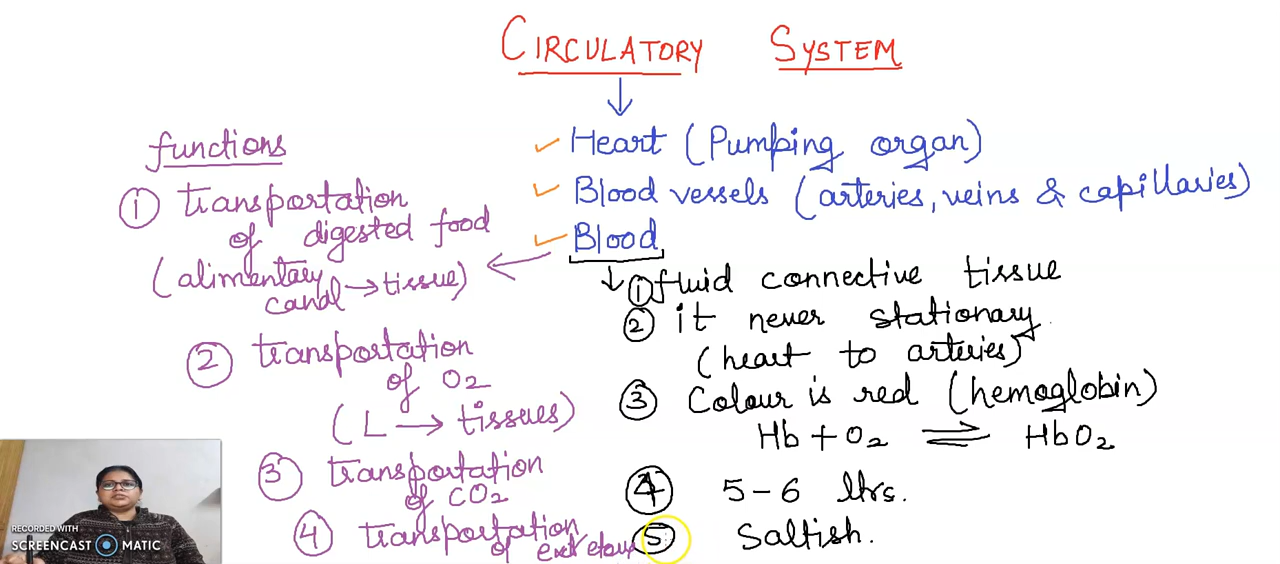 CIRCULATORY SYSTEM
Heart (Pumping organ)
Blood vessels (arteries, veins & capillaries)
Blood
① fluid connective tissue
② it never stationary.
(heart to arteries)
③ Colour is red (hemoglobin)
Hb + O2 ⇌ HbO2
④ 5-6 ltrs.
⑤ Saltish.
functions
① transportation
of digested food
(alimentary
canal → tissue)
② transportation
of O2
(L → tissues)
③ transportation
of CO2
④ transportation
of
RECORDED WITH
SCREENCAST MATIC